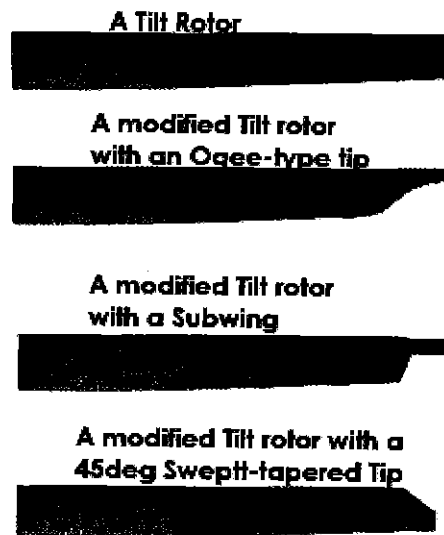 A Tilt Rotor
A modified Tilt rotor
with an Ogee-type tip
A modified Tilt rotor
with a Subwing
A modified Tilt rotor with a
45deg Sweptt-tapered Tip